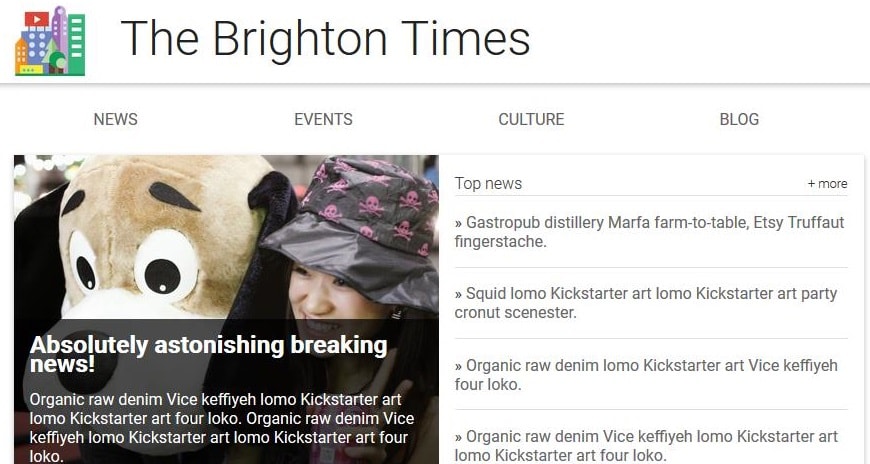 The Brighton Times
NEWS
EVENTS
CULTURE
BLOG
Absolutely astonishing breaking
news!
Organic raw denim Vice keffiyeh lomo Kickstarter art
lomo Kickstarter art four loko. Organic raw denim Vice
keffiyeh lomo Kickstarter art lomo Kickstarter art four
loko.
Top news
+ more
» Gastropub distillery Marfa farm-to-table, Etsy Truffaut
fingerstache.
» Squid lomo Kickstarter art lomo Kickstarter art party
cronut scenester.
» Organic raw denim lomo Kickstarter art Vice keffiyeh
four loko.
» Organic raw denim Vice keffiyeh lomo Kickstarter art
lomo Kickstarter art four loko.